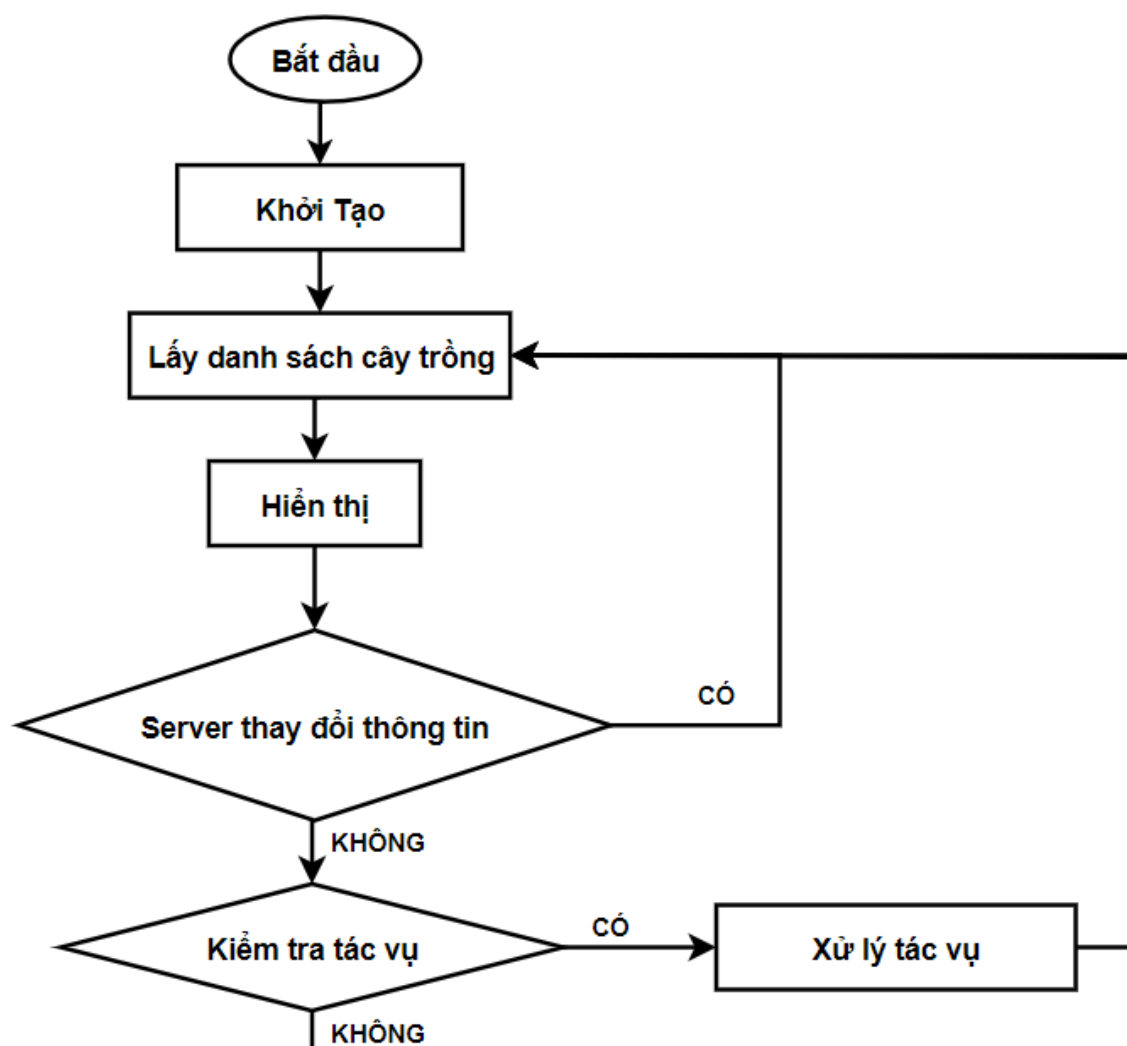 Bắt đầu
Khởi Tạo
Lấy danh sách cây trồng
Hiển thị
CÓ
Server thay đổi thông tin
KHÔNG
CÓ
Kiểm tra tác vụ
Xử lý tác vụ
KHÔNG